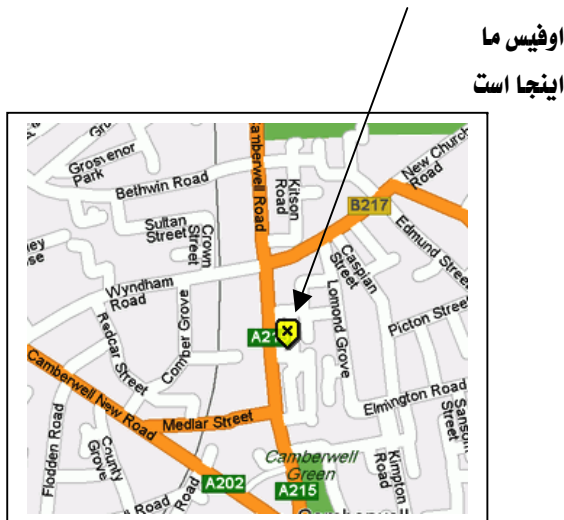 اوفیس ما
اینجا است
Grosvenor
Park
Bethwin Road
Camberwell Road
Kitson
Road
New Church
Road
B217
Sultan
Street
Crown
Street
Edmund Street
Caspian
Street
Wyndham
Road
Comber Grove
Redcar Street
Lomond Grove
Picton Street
Camberwell New Road
Medlar Street
Elmington Road
Flodden Road
County
Grove
Camberwell
Green
Kimpton
Road
Street
A202
A215
Road
Road